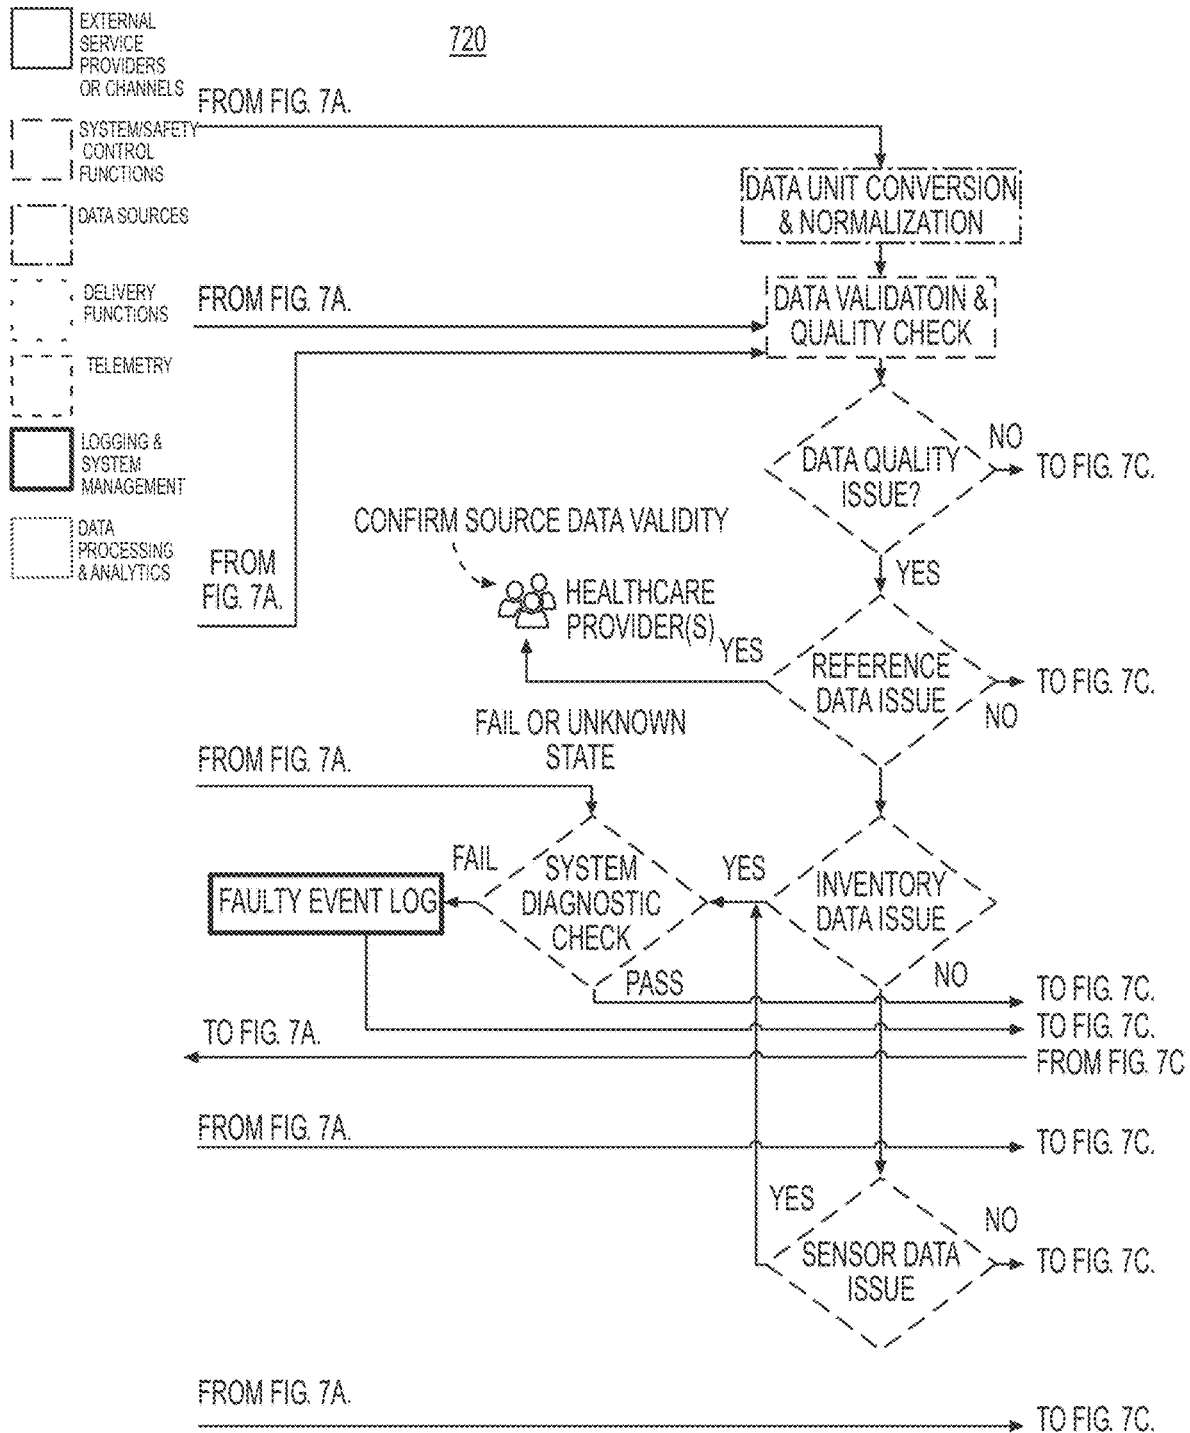 EXTERNAL
SERVICE
PROVIDERS
OR CHANNELS
SYSTEM/SAFETY
CONTROL
FUNCTIONS
DATA SOURCES
DELIVERY
FUNCTIONS
TELEMETRY
LOGGING &
SYSTEM
MANAGEMENT
DATA
PROCESSING
& ANALYTICS
720
FROM FIG. 7A.
DATA UNIT CONVERSION
& NORMALIZATION
FROM FIG. 7A.
DATA VALIDATOIN &
QUALITY CHECK
DATA QUALITY
ISSUE?
NO
TO FIG. 7C.
YES
CONFIRM SOURCE DATA VALIDITY
FROM
FIG. 7A.
HEALTHCARE
PROVIDER(S)
YES
REFERENCE
DATA ISSUE
TO FIG. 7C.
NO
FAIL OR UNKNOWN
STATE
FROM FIG. 7A.
FAIL
SYSTEM
DIAGNOSTIC
CHECK
YES
INVENTORY
DATA ISSUE
FAULTY EVENT LOG
PASS
NO
TO FIG. 7C.
TO FIG. 7C.
TO FIG. 7A.
FROM FIG. 7C
FROM FIG. 7A.
TO FIG. 7C.
YES
NO
SENSOR DATA
ISSUE
TO FIG. 7C.
FROM FIG. 7A.
TO FIG. 7C.